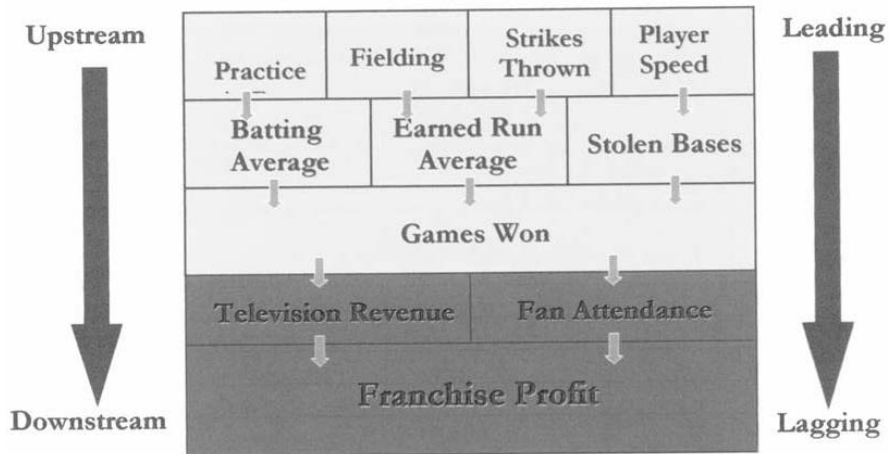 Upstream
Leading
Practice
Fielding
Strikes
Thrown
Player
Speed
Batting
Average
Earned Run
Average
Stolen Bases
Games Won
Television Revenue
Fan Attendance
Franchise Profit
Downstream
Lagging